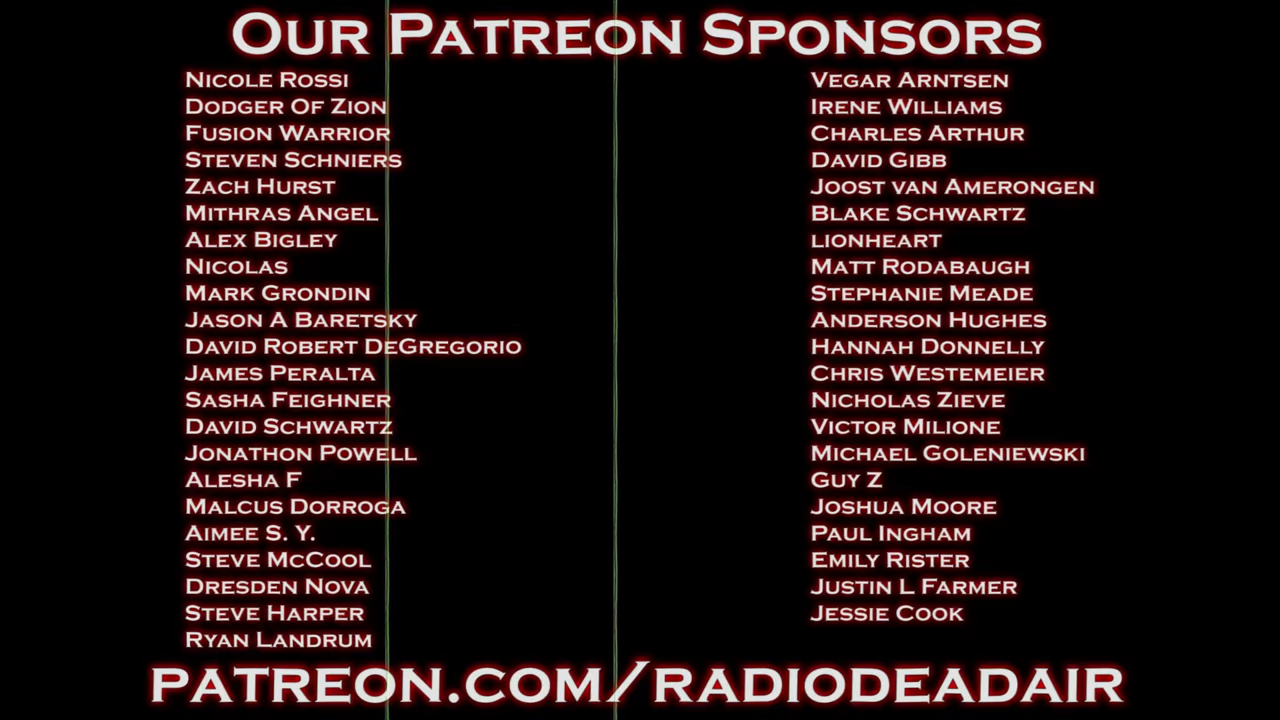 Our Patreon Sponsors
Nicole Rossi
Dodger Of Zion
Fusion Warrior
Steven Schniers
Zach Hurst
Mithras Angel
Alex Bigley
Nicolas
Mark Grondin
Jason A Baretsky
David Robert DeGregorio
James Peralta
Sasha Feighner
David Schwartz
Jonathon Powell
Alesha F
Malcus Dorroga
Aimee S. Y.
Steve McCool
Dresden Nova
Steve Harper
Ryan Landrum
Vegar Arntsen
Irene Williams
Charles Arthur
David Gibb
Joost van Amerongen
Blake Schwartz
lionheart
Matt Rodabaugh
Stephanie Meade
Anderson Hughes
Hannah Donnelly
Chris Westemeier
Nicholas Zieve
Victor Milione
Michael Goleniewski
Guy Z
Joshua Moore
Paul Ingham
Emily Rister
Justin L Farmer
Jessie Cook
patreon.com/radiodeadair